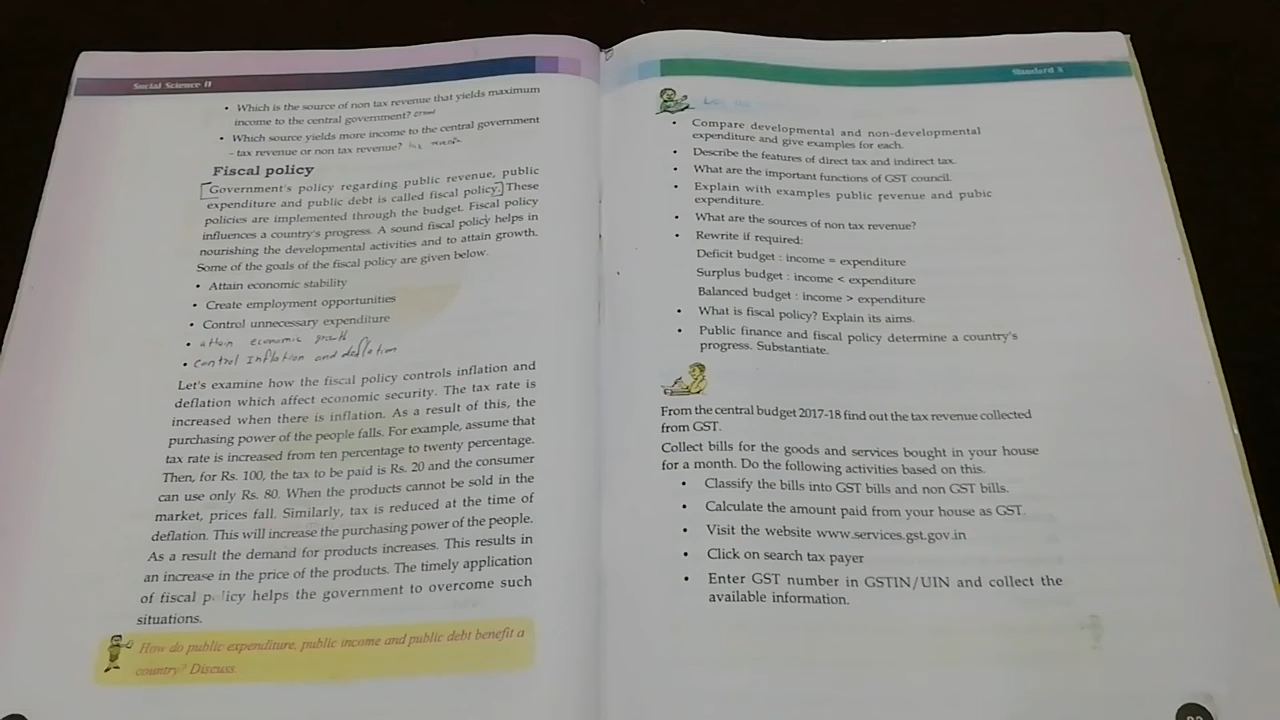 Social Science II
• Which is the source of non tax revenue that yields maximum
income to the central government?
• Which source yields more income to the central government
– tax revenue or non tax revenue? tax
Fiscal policy
Government's policy regarding public revenue, public
expenditure and public debt is called fiscal policy. These
policies are implemented through the budget. Fiscal policy
influences a country's progress. A sound fiscal policy helps in
nourishing the developmental activities and to attain growth.
Some of the goals of the fiscal policy are given below.
• Attain economic stability
• Create employment opportunities
• Control unnecessary expenditure
• attain economic growth
• control Inflation and deflation
Let's examine how the fiscal policy controls inflation and
deflation which affect economic security. The tax rate is
increased when there is inflation. As a result of this, the
purchasing power of the people falls. For example, assume that
tax rate is increased from ten percentage to twenty percentage.
Then, for Rs. 100, the tax to be paid is Rs. 20 and the consumer
can use only Rs. 80. When the products cannot be sold in the
market, prices fall. Similarly, tax is reduced at the time of
deflation. This will increase the purchasing power of the people.
As a result the demand for products increases. This results in
an increase in the price of the products. The timely application
of fiscal policy helps the government to overcome such
situations.
How do public expenditure, public income and public debt benefit a
country? Discuss.
Standard X
• Compare developmental and non-developmental
expenditure and give examples for each.
• Describe the features of direct tax and indirect tax.
• What are the important functions of GST council.
• Explain with examples public revenue and pubic
expenditure.
• What are the sources of non tax revenue?
• Rewrite if required:
Deficit budget : income = expenditure
Surplus budget : income < expenditure
Balanced budget : income > expenditure
• What is fiscal policy? Explain its aims.
• Public finance and fiscal policy determine a country's
progress. Substantiate.
From the central budget 2017-18 find out the tax revenue collected
from GST.
Collect bills for the goods and services bought in your house
for a month. Do the following activities based on this.
• Classify the bills into GST bills and non GST bills.
• Calculate the amount paid from your house as GST.
• Visit the website www.services.gst.gov.in
• Click on search tax payer
• Enter GST number in GSTIN/UIN and collect the
available information.